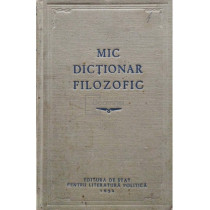 MIC
DICȚIONAR
FILOZOFIC
EDITURA DE STAT
PENTRU LITERATURĂ POLITICĂ